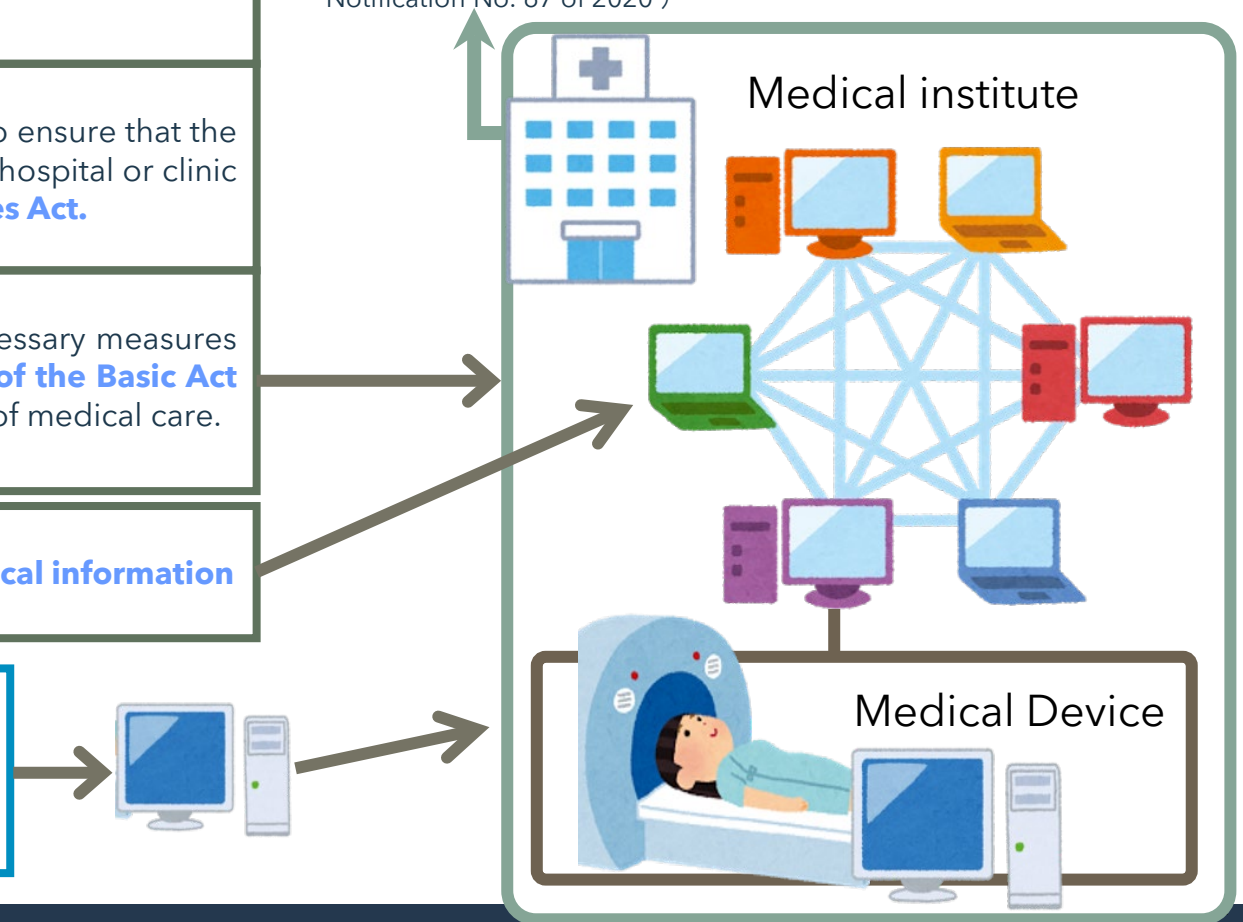 Notification No. 87 of 2020 )
Medical institute
o ensure that the
hospital or clinic
es Act.
essary measures
of the Basic Act
of medical care.
cal information
Medical Device